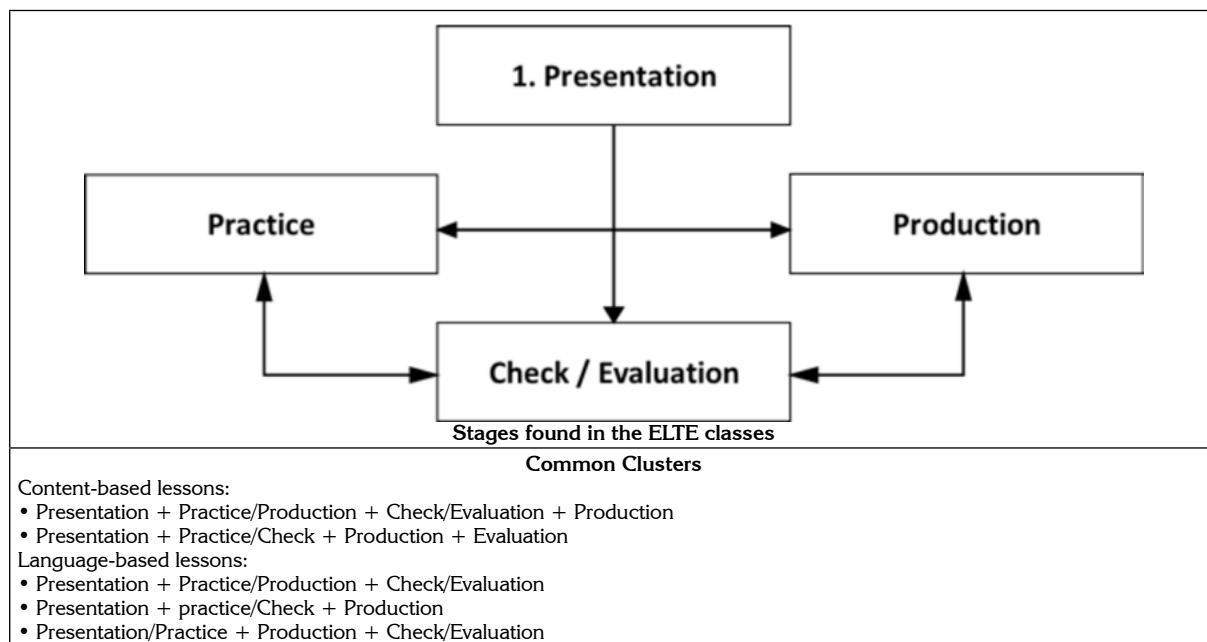 1. Presentation
Practice
Production
Check / Evaluation
Stages found in the ELTE classes
Common Clusters
Content-based lessons:
• Presentation + Practice/Production + Check/Evaluation + Production
• Presentation + Practice/Check + Production + Evaluation
Language-based lessons:
• Presentation + Practice/Production + Check/Evaluation
• Presentation + practice/Check + Production
• Presentation/Practice + Production + Check/Evaluation